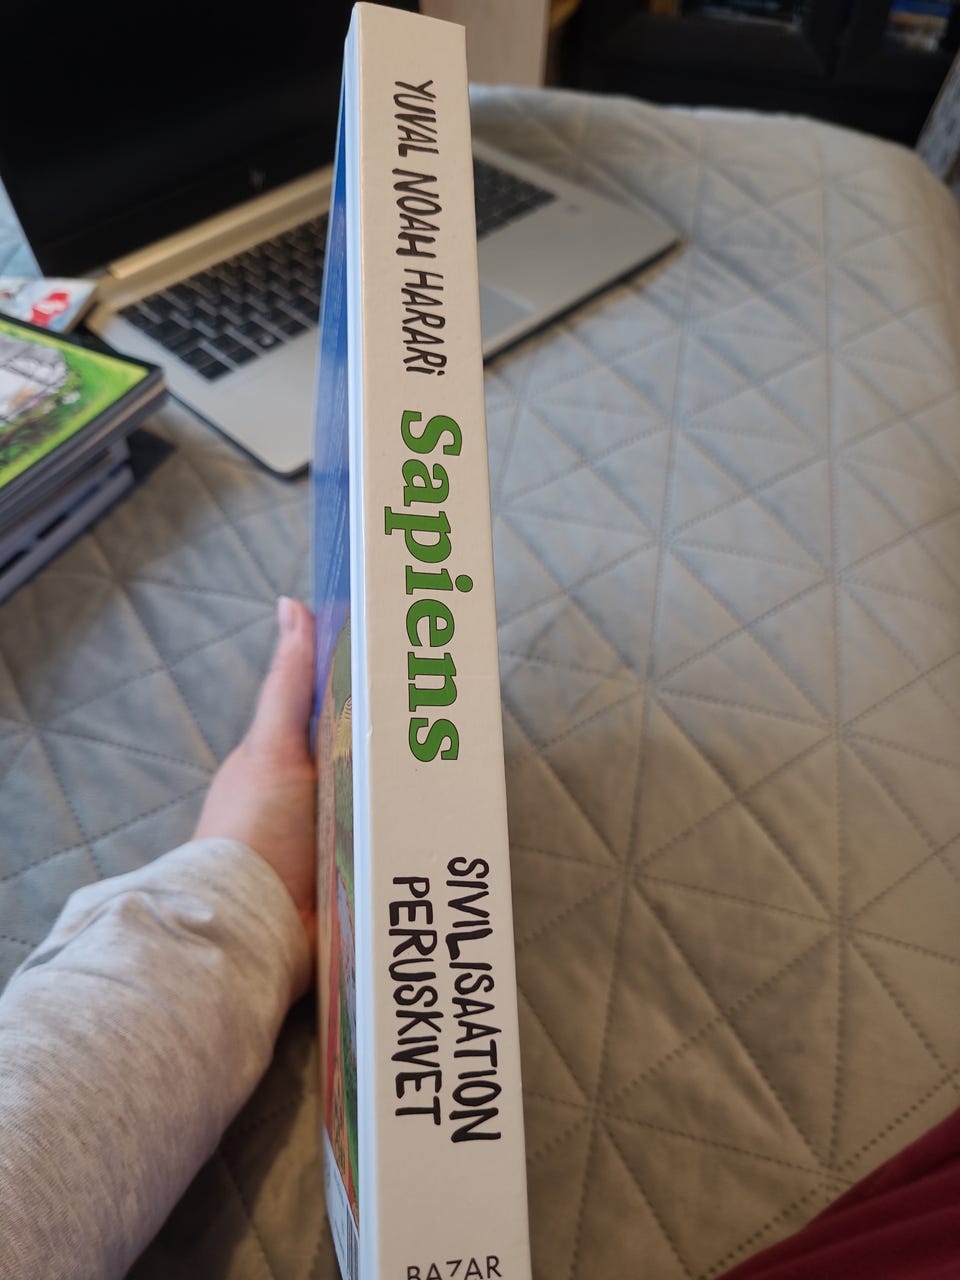 YUVAL NOAH HARARi
Sapiens
SIVILISAATION
PERUSKIVET
BAZAR